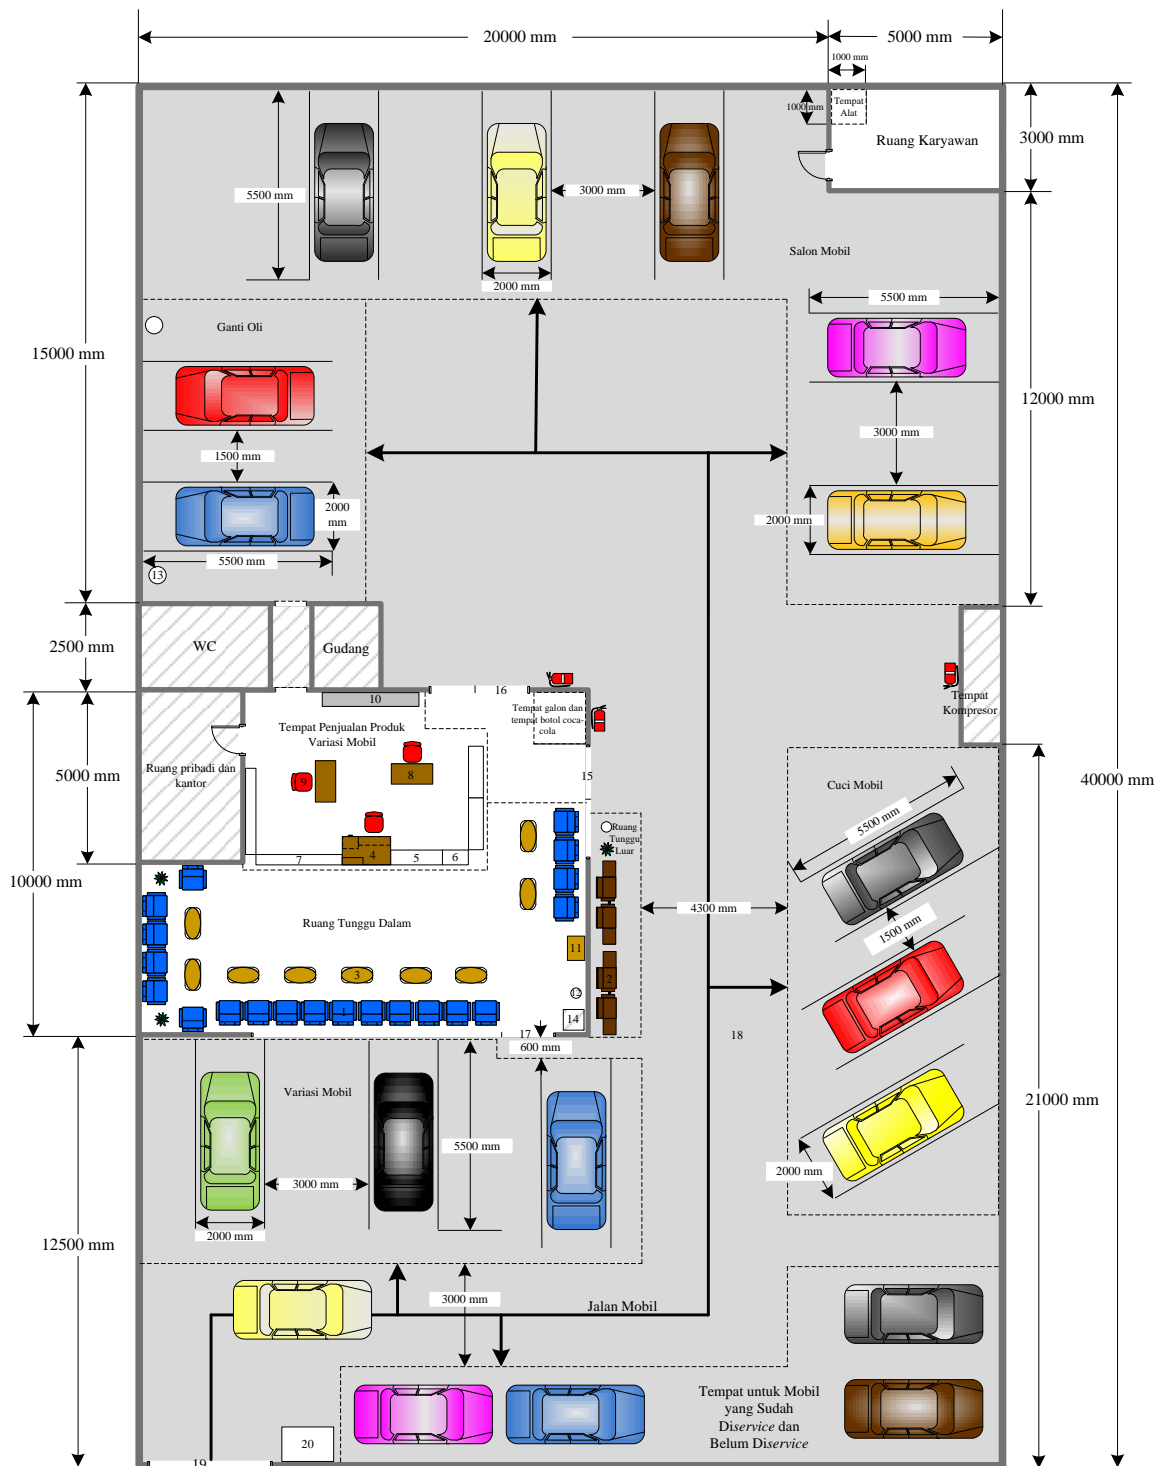 20000 mm
5000 mm
1000 mm
1000 mm
Tempat
Alat
Ruang Karyawan
3000 mm
5500 mm
3000 mm
Salon Mobil
2000 mm
5500 mm
Ganti Oli
15000 mm
12000 mm
3000 mm
1500 mm
2000
mm
2000 mm
5500 mm
13
2500 mm
WC
Gudang
16
10
Tempat galon dan
tempat botol coca-
cola
Tempat
Kompresor
Tempat Penjualan Produk
Variasi Mobil
Ruang pribadi dan
kantor
5000 mm
8
9
15
40000 mm
Cuci Mobil
5500 mm
Ruang
Tunggu
Luar
4
7
5
6
10000 mm
4300 mm
1500 mm
Ruang Tunggu Dalam
11
3
2
12
1
14
17
18
600 mm
Variasi Mobil
21000 mm
5500 mm
2000 mm
3000 mm
2000 mm
12500 mm
3000 mm
Jalan Mobil
Tempat untuk Mobil
yang Sudah
Diservice dan
Belum Diservice
20
19